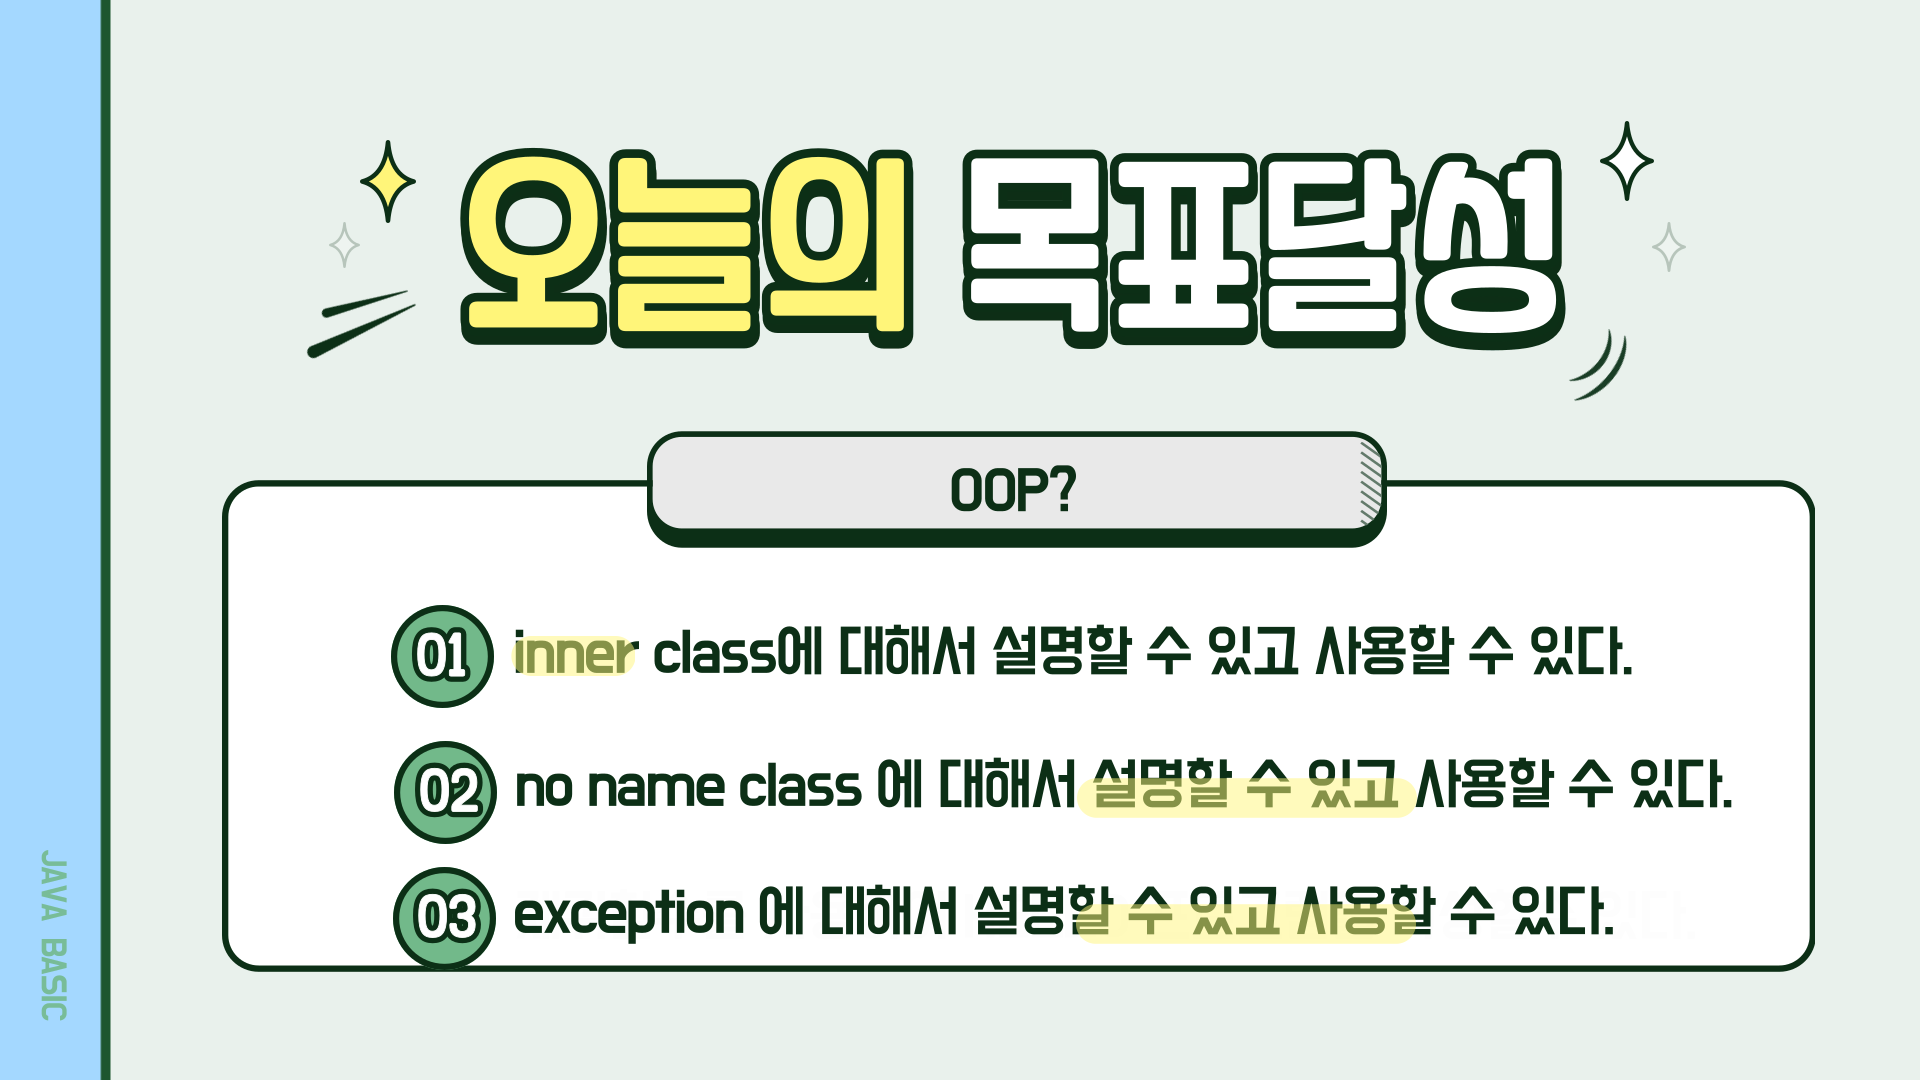 오늘의 목표달성
OOP?
01 inner class에 대해서 설명할 수 있고 사용할 수 있다.
02 no name class 에 대해서 설명할 수 있고 사용할 수 있다.
03 exception 에 대해서 설명할 수 있고 사용할 수 있다.
JAVA BASIC